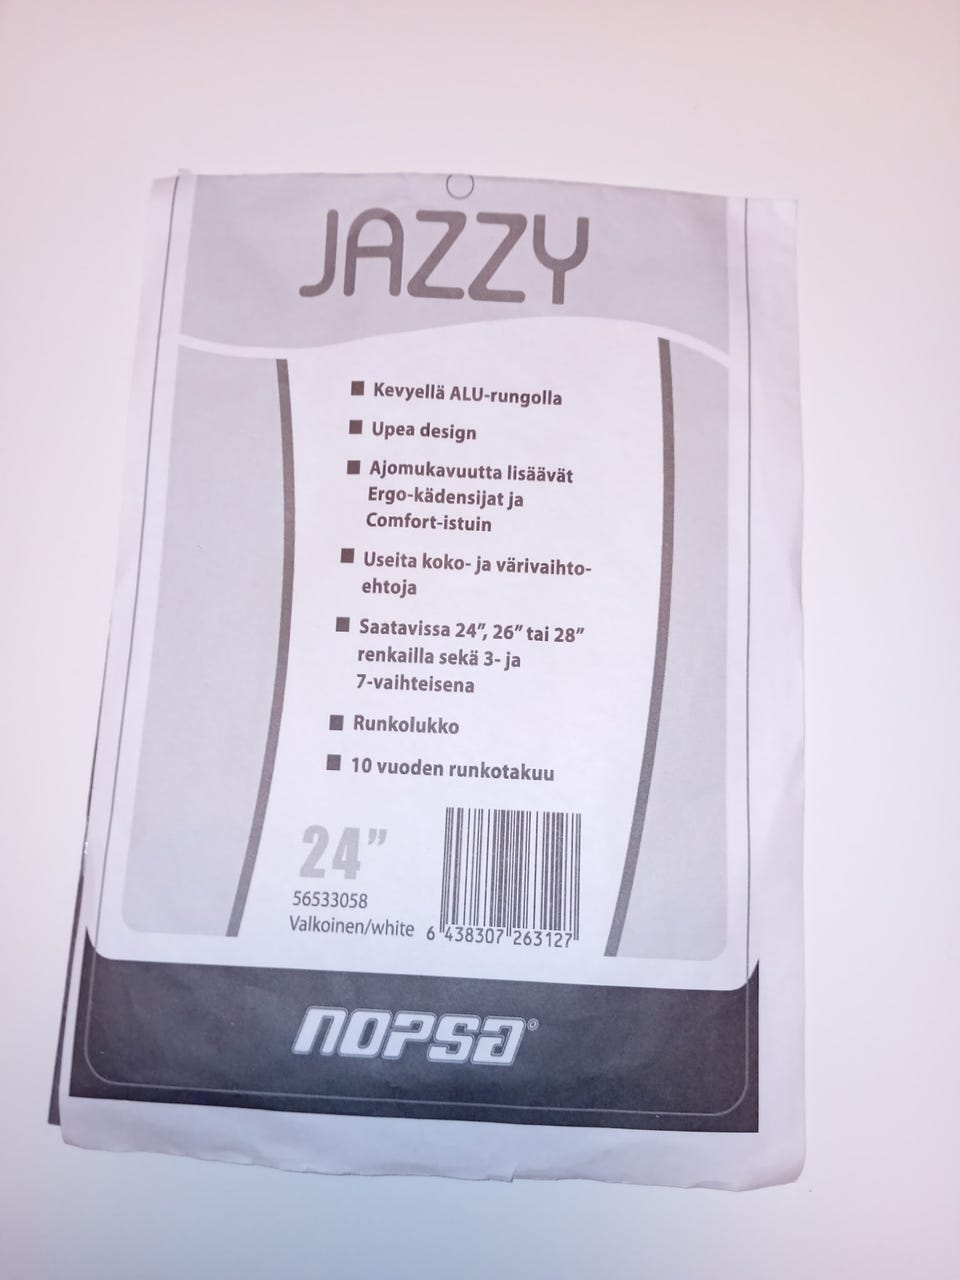 JAZZY
■ Kevyellä ALU-rungolla
■ Upea design
■ Ajomukavuutta lisäävät
Ergo-kädensijat ja
Comfort-istuin
■ Useita koko- ja värivaihto-
ehtoja
■ Saatavissa 24”, 26” tai 28”
renkailla sekä 3- ja
7-vaihteisena
■ Runkolukko
■ 10 vuoden runkotakuu
24”
56533058
Valkoinen/white
6 438307 263127
nopsa